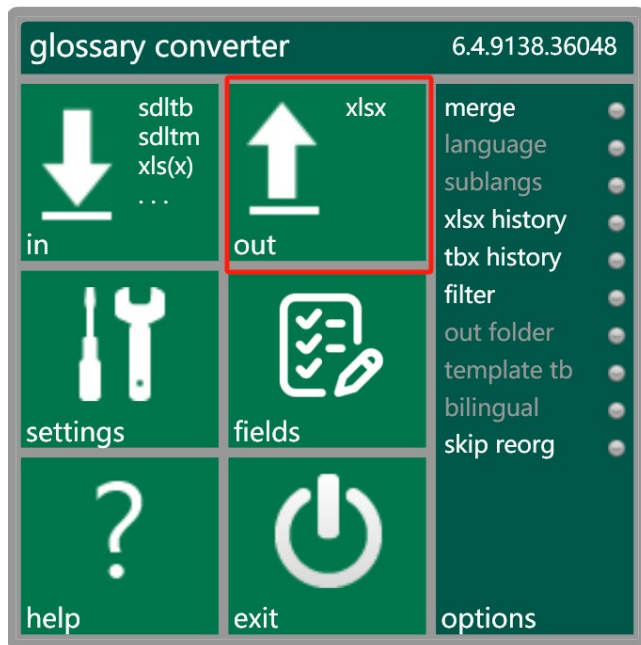 glossary converter
6.4.9138.36048
sdltb
sdltm
xls(x)
...
in
xlsx
out
settings
fields
?
help
exit
merge
language
sublangs
xlsx history
tbx history
filter
out folder
template tb
bilingual
skip reorg
options